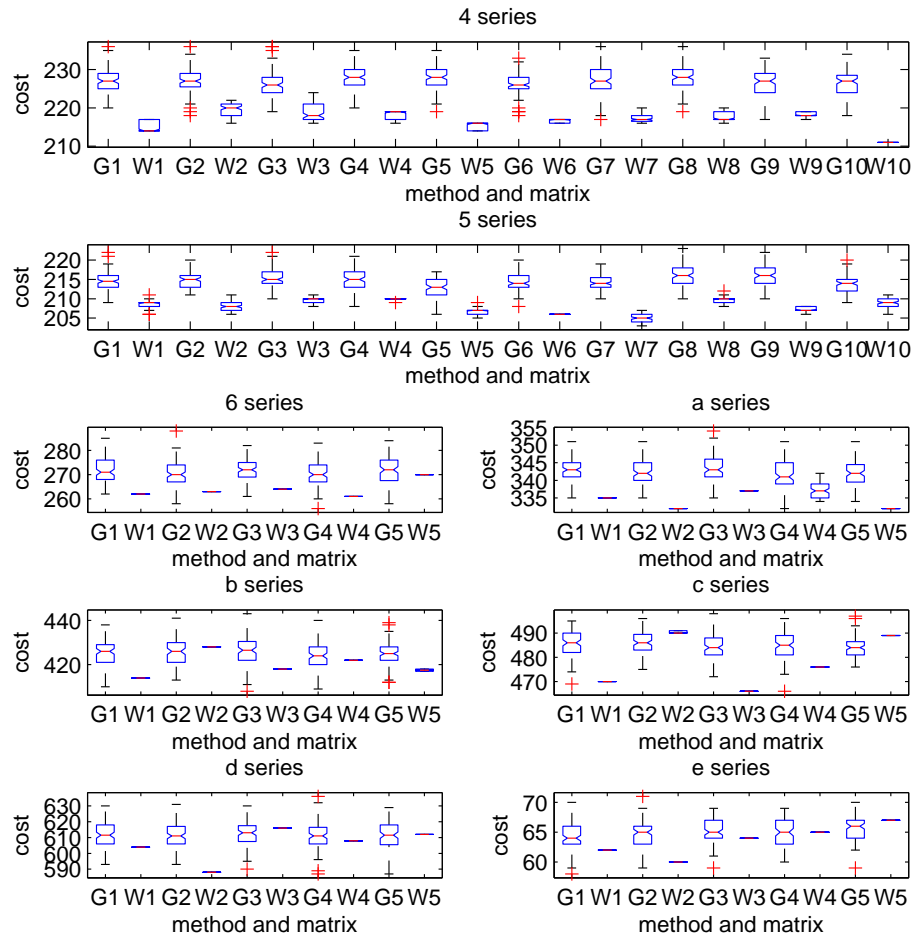 4 series
cost
230
220
210
G1 W1 G2 W2 G3 W3 G4 W4 G5 W5 G6 W6 G7 W7 G8 W8 G9 W9 G10 W10
method and matrix
5 series
cost
220
215
210
205
G1 W1 G2 W2 G3 W3 G4 W4 G5 W5 G6 W6 G7 W7 G8 W8 G9 W9 G10 W10
method and matrix
6 series
cost
280
270
260
G1 W1 G2 W2 G3 W3 G4 W4 G5 W5
method and matrix
a series
cost
355
350
345
340
335
G1 W1 G2 W2 G3 W3 G4 W4 G5 W5
method and matrix
b series
cost
440
420
G1 W1 G2 W2 G3 W3 G4 W4 G5 W5
method and matrix
c series
cost
490
480
470
G1 W1 G2 W2 G3 W3 G4 W4 G5 W5
method and matrix
d series
cost
630
620
610
600
590
G1 W1 G2 W2 G3 W3 G4 W4 G5 W5
method and matrix
e series
cost
70
65
60
G1 W1 G2 W2 G3 W3 G4 W4 G5 W5
method and matrix